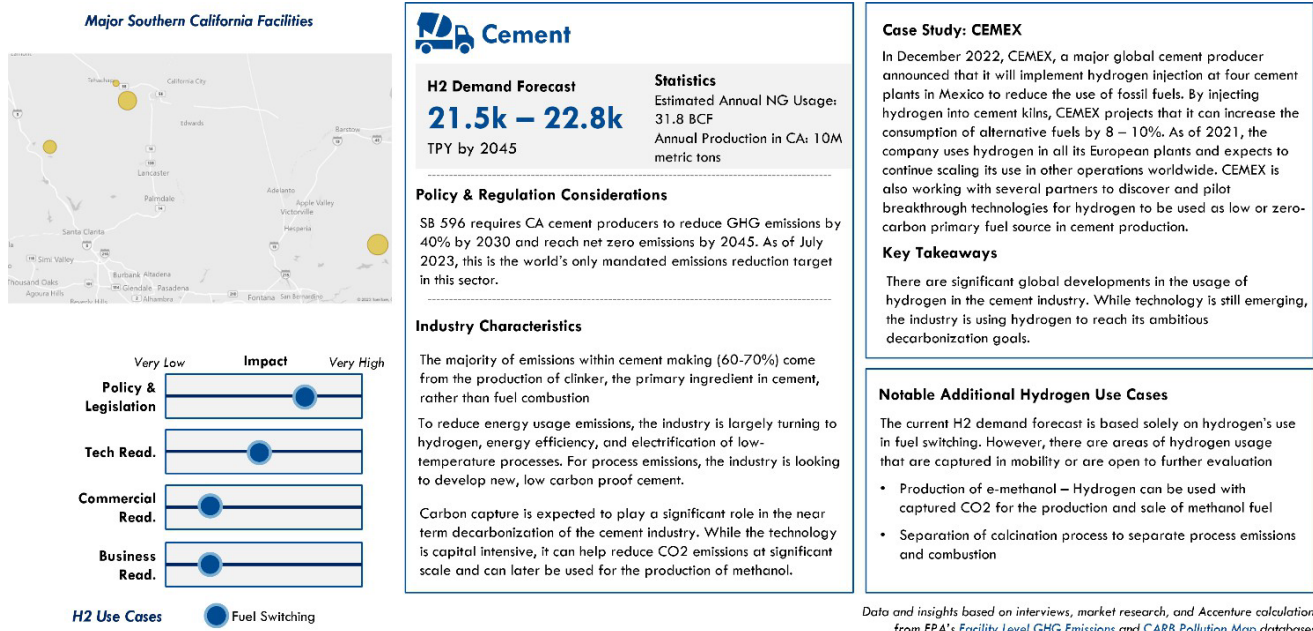 Major Southern California Facilities
Tehachapi
California City
Edwards
Barstow
Lancaster
Palmdale
Adelanto
Apple Valley
Victorville
Hesperia
Santa Clarita
Simi Valley
Burbank Altadena
Thousand Oaks
Glendale Pasadena
Agoura Hills
Alhambra
Beverly Hills
Fontana San Bernardino
Very Low Impact Very High
Policy &
Legislation
Tech Read.
Commercial
Read.
Business
Read.
H2 Use Cases Fuel Switching
Cement
H2 Demand Forecast
21.5k – 22.8k
TPY by 2045
Statistics
Estimated Annual NG Usage:
31.8 BCF
Annual Production in CA: 10M
metric tons
Policy & Regulation Considerations
SB 596 requires CA cement producers to reduce GHG emissions by
40% by 2030 and reach net zero emissions by 2045. As of July
2023, this is the world's only mandated emissions reduction target
in this sector.
Industry Characteristics
The majority of emissions within cement making (60-70%) come
from the production of clinker, the primary ingredient in cement,
rather than fuel combustion
To reduce energy usage emissions, the industry is largely turning to
hydrogen, energy efficiency, and electrification of low-
temperature processes. For process emissions, the industry is looking
to develop new, low carbon proof cement.
Carbon capture is expected to play a significant role in the near
term decarbonization of the cement industry. While the technology
is capital intensive, it can help reduce CO2 emissions at significant
scale and can later be used for the production of methanol.
Case Study: CEMEX
In December 2022, CEMEX, a major global cement producer
announced that it will implement hydrogen injection at four cement
plants in Mexico to reduce the use of fossil fuels. By injecting
hydrogen into cement kilns, CEMEX projects that it can increase the
consumption of alternative fuels by 8 – 10%. As of 2021, the
company uses hydrogen in all its European plants and expects to
continue scaling its use in other operations worldwide. CEMEX is
also working with several partners to discover and pilot
breakthrough technologies for hydrogen to be used as low or zero-
carbon primary fuel source in cement production.
Key Takeaways
There are significant global developments in the usage of
hydrogen in the cement industry. While technology is still emerging,
the industry is using hydrogen to reach its ambitious
decarbonization goals.
Notable Additional Hydrogen Use Cases
The current H2 demand forecast is based solely on hydrogen's use
in fuel switching. However, there are areas of hydrogen usage
that are captured in mobility or are open to further evaluation
• Production of e-methanol – Hydrogen can be used with
captured CO2 for the production and sale of methanol fuel
• Separation of calcination process to separate process emissions
and combustion
Data and insights based on interviews, market research, and Accenture calculation
from EPA's Facility Level GHG Emissions and CARB Pollution Map database